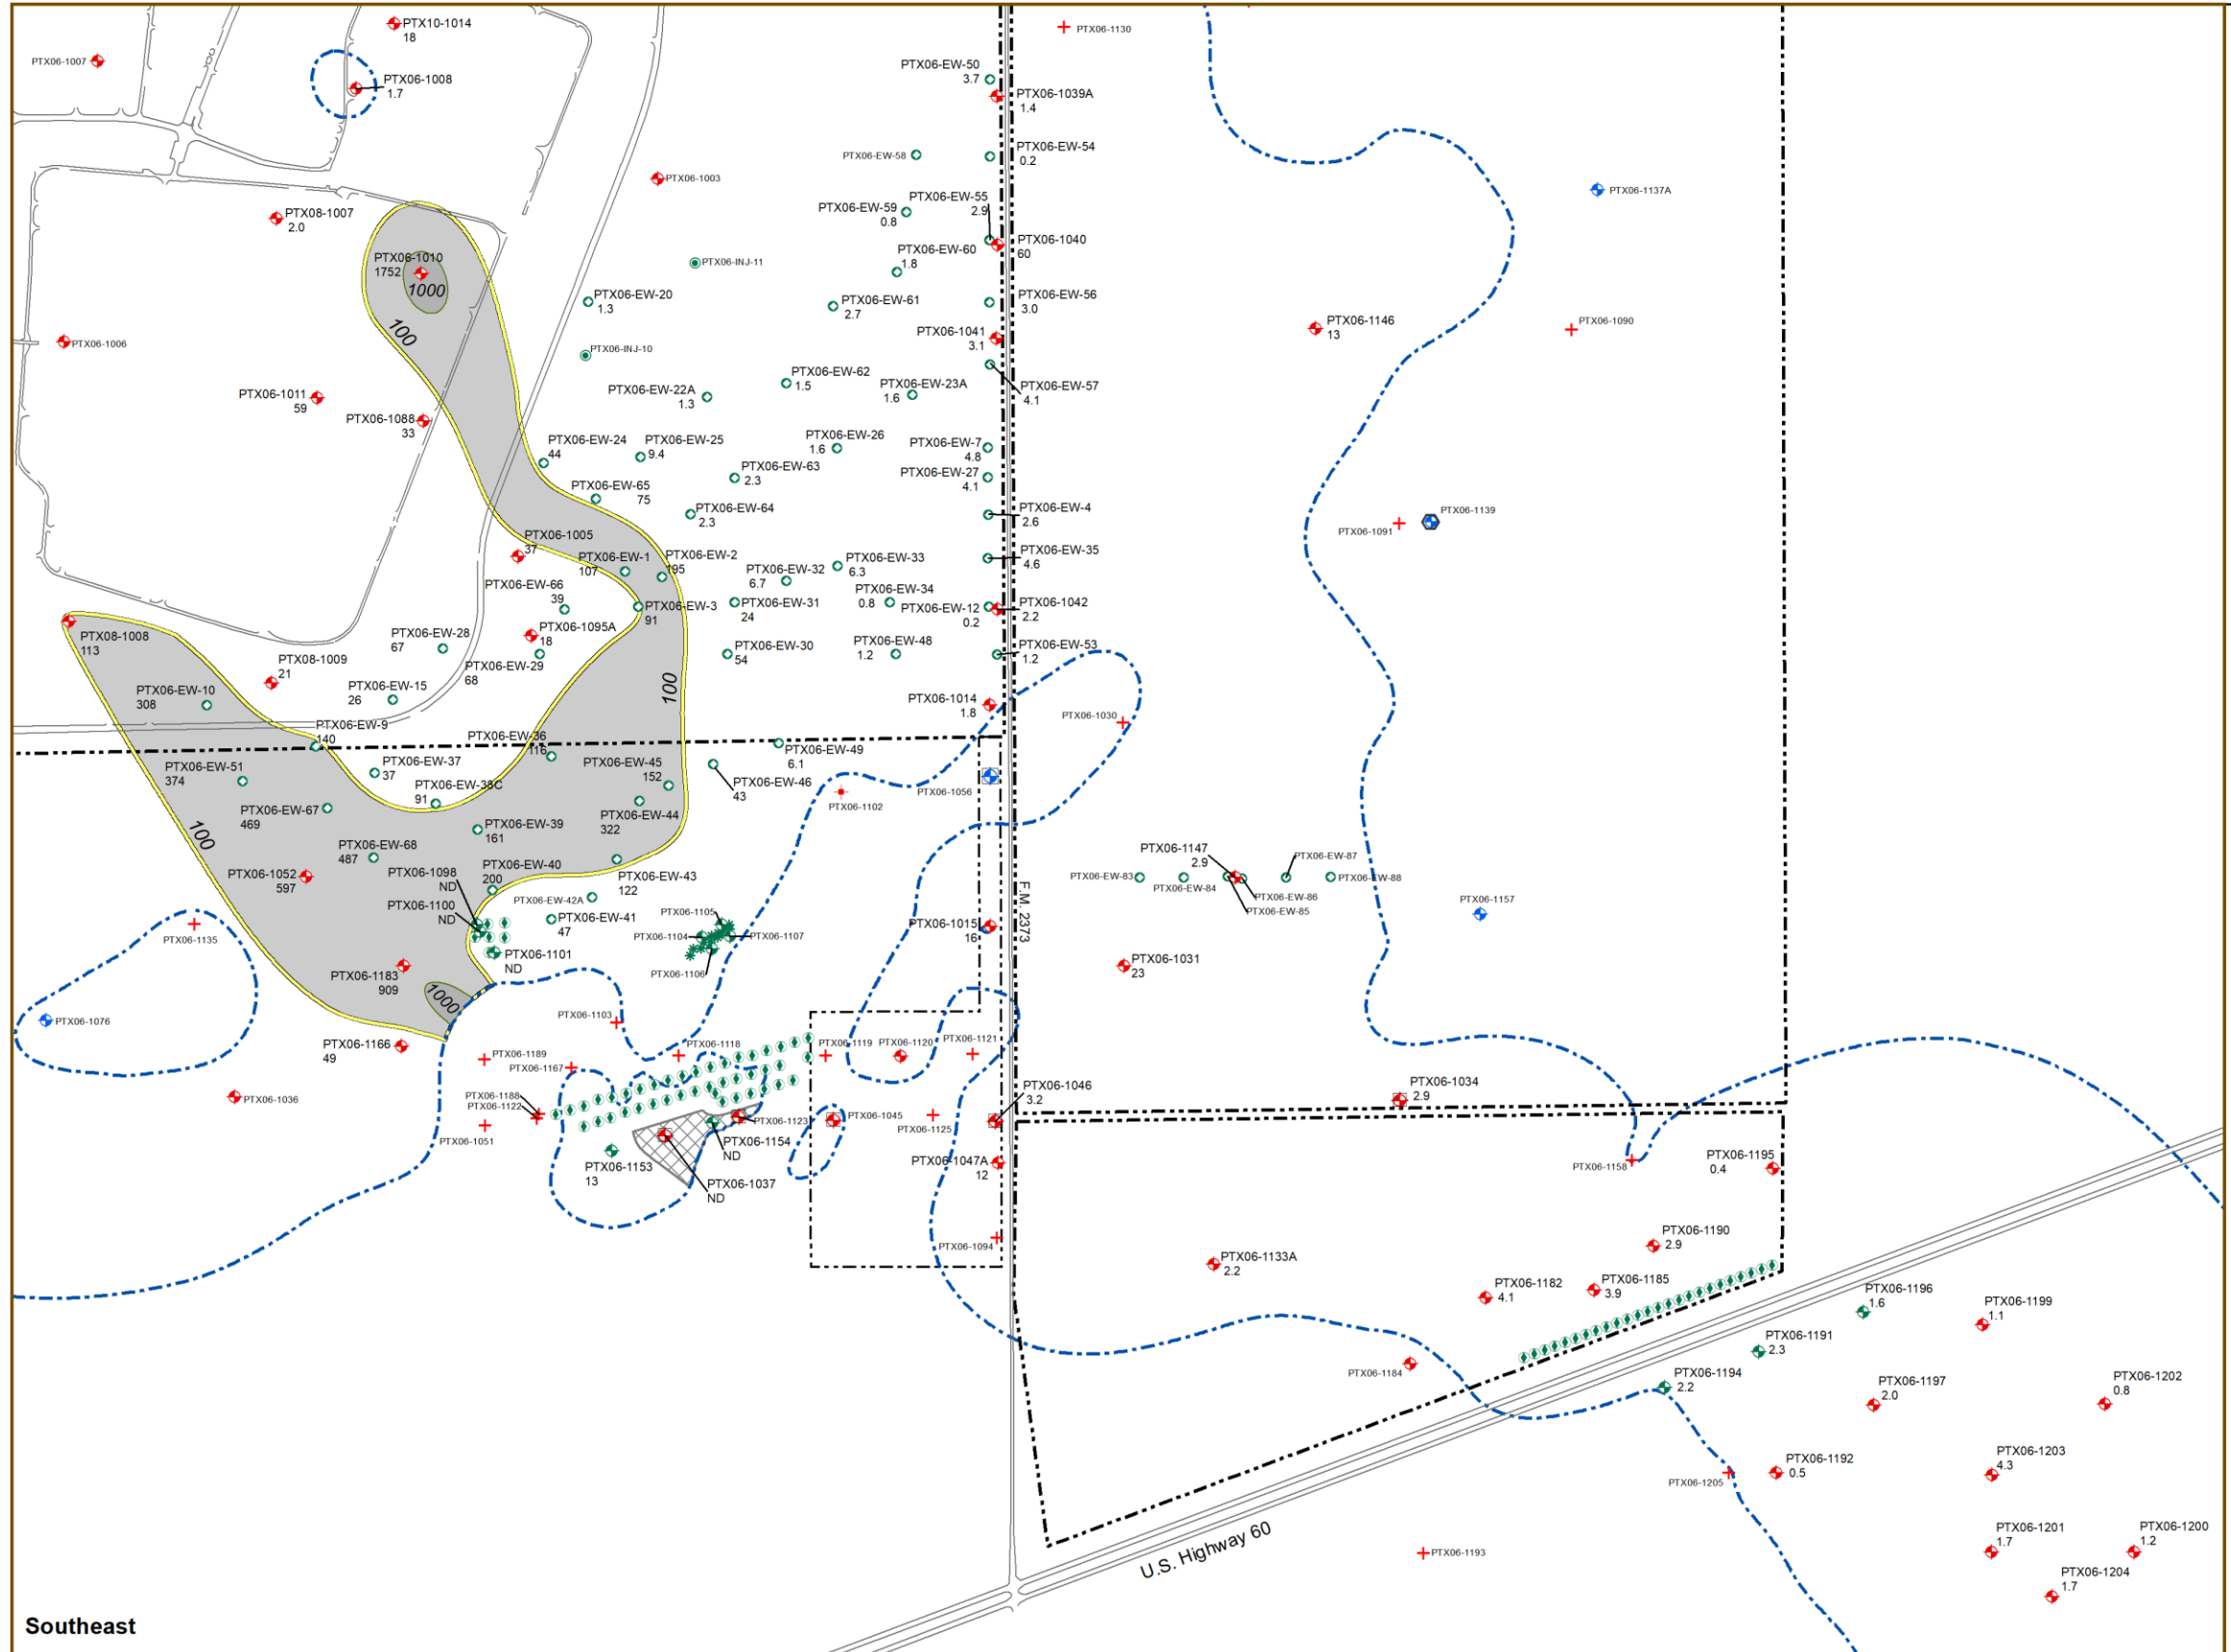 PTX10-1014
18
PTX06-1007
PTX06-1008
1.7
PTX06-1130
PTX06-EW-50
3.7
PTX06-1039A
1.4
PTX06-EW-54
0.2
PTX06-EW-58
PTX06-1003
PTX06-1137A
PTX06-EW-55
2.9
PTX06-EW-59
0.8
PTX08-1007
2.0
PTX06-1040
60
PTX06-EW-60
1.8
PTX06-INJ-11
PTX06-1010
1752
1000
PTX06-EW-20
1.3
PTX06-EW-61
2.7
PTX06-EW-56
3.0
100
PTX06-1041
3.1
PTX06-1146
13
PTX06-1090
PTX06-1006
PTX06-INJ-10
PTX06-EW-62
1.5
PTX06-EW-23A
1.6
PTX06-EW-57
4.1
PTX06-EW-22A
1.3
PTX06-1011
59
PTX06-1088
33
PTX06-EW-24
44
PTX06-EW-25
9.4
PTX06-EW-26
1.6
PTX06-EW-7
4.8
PTX06-EW-63
2.3
PTX06-EW-27
4.1
PTX06-EW-65
75
PTX06-EW-64
2.3
PTX06-EW-4
2.6
PTX06-1091
PTX06-1139
PTX06-1005
37
PTX06-EW-1
107
PTX06-EW-2
195
PTX06-EW-33
6.3
PTX06-EW-35
4.6
PTX06-EW-32
6.7
PTX06-EW-66
39
PTX06-EW-34
0.8
PTX06-EW-3
91
PTX06-EW-31
24
PTX06-EW-12
0.2
PTX06-1042
2.2
PTX08-1008
113
PTX06-1095A
18
PTX06-EW-28
67
PTX06-EW-48
1.2
PTX06-EW-53
1.2
PTX08-1009
21
PTX06-EW-29
68
PTX06-EW-30
54
100
PTX06-EW-10
308
PTX06-EW-15
26
PTX06-1014
1.8
PTX06-1030
PTX06-EW-9
140
PTX06-EW-36
116
PTX06-EW-49
6.1
PTX06-EW-51
374
PTX06-EW-37
37
PTX06-EW-45
152
PTX06-EW-46
43
PTX06-EW-38C
91
PTX06-1056
PTX06-1102
PTX06-EW-67
469
PTX06-EW-44
322
PTX06-EW-39
161
100
PTX06-EW-68
487
PTX06-EW-40
200
PTX06-1098
ND
PTX06-1052
597
PTX06-EW-43
122
PTX06-1147
2.9
PTX06-EW-87
PTX06-EW-83
PTX06-EW-84
PTX06-EW-88
PTX06-EW-86
PTX06-EW-85
PTX06-EW-42A
PTX06-1100
ND
PTX06-EW-41
47
PTX06-1105
F.M. 2373
PTX06-1157
PTX06-1135
PTX06-1104
PTX06-1107
PTX06-1015
16
PTX06-1101
ND
PTX06-1106
PTX06-1031
23
PTX06-1183
909
1000
PTX06-1076
PTX06-1103
PTX06-1166
49
PTX06-1189
PTX06-1167
PTX06-1118
PTX06-1119
PTX06-1120
PTX06-1121
PTX06-1036
PTX06-1188
PTX06-1122
PTX06-1051
PTX06-1046
3.2
PTX06-1034
2.9
PTX06-1123
PTX06-1045
PTX06-1125
PTX06-1154
ND
PTX06-1153
13
PTX06-1037
ND
PTX06-1047A
12
PTX06-1158
PTX06-1195
0.4
PTX06-1094
PTX06-1190
2.9
PTX06-1133A
2.2
PTX06-1182
4.1
PTX06-1185
3.9
PTX06-1196
1.6
PTX06-1199
1.1
PTX06-1191
2.3
PTX06-1184
PTX06-1194
2.2
PTX06-1197
2.0
PTX06-1202
0.8
PTX06-1192
0.5
PTX06-1203
4.3
PTX06-1205
U.S. Highway 60
PTX06-1193
PTX06-1201
1.7
PTX06-1200
1.2
PTX06-1204
1.7
Southeast